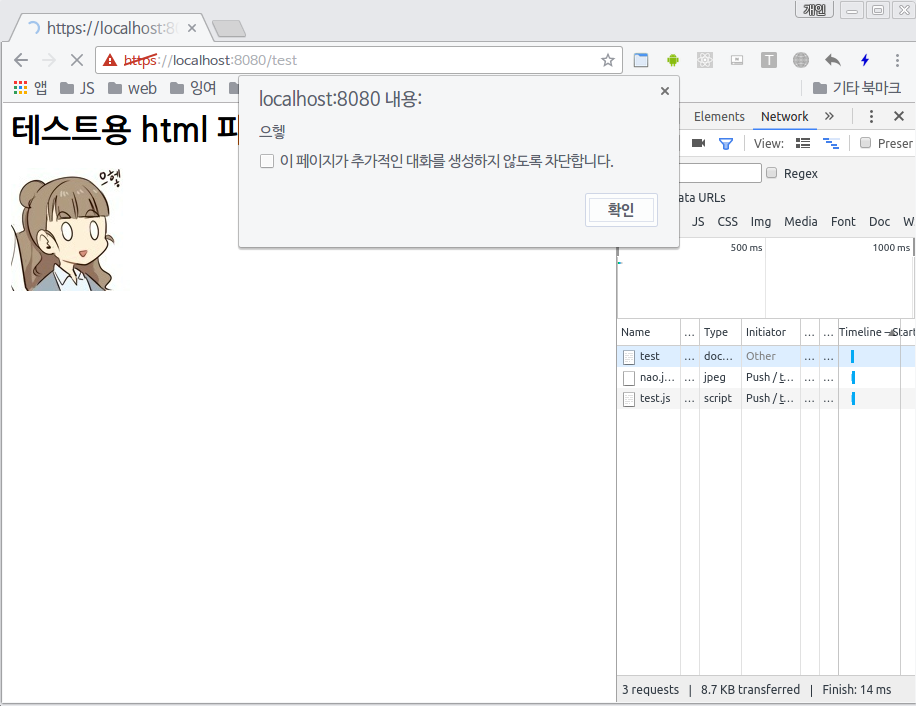 개인
https://localhost:80
https://localhost:8080/test
앱 JS web 잉여
기타 북마크
localhost:8080 내용:
으헿
이 페이지가 추가적인 대화를 생성하지 않도록 차단합니다.
확인
테스트용 html 파
으헿
Elements Network »
View: Preser
Regex
ata URLs
JS CSS Img Media Font Doc W
500 ms 1000 ms
Name ... Type Initiator ... ... Timeline – Start
test ... doc... Other ... ...
nao.j... ... jpeg Push / t... ... ...
test.js ... script Push / t... ... ...
3 requests | 8.7 KB transferred | Finish: 14 ms